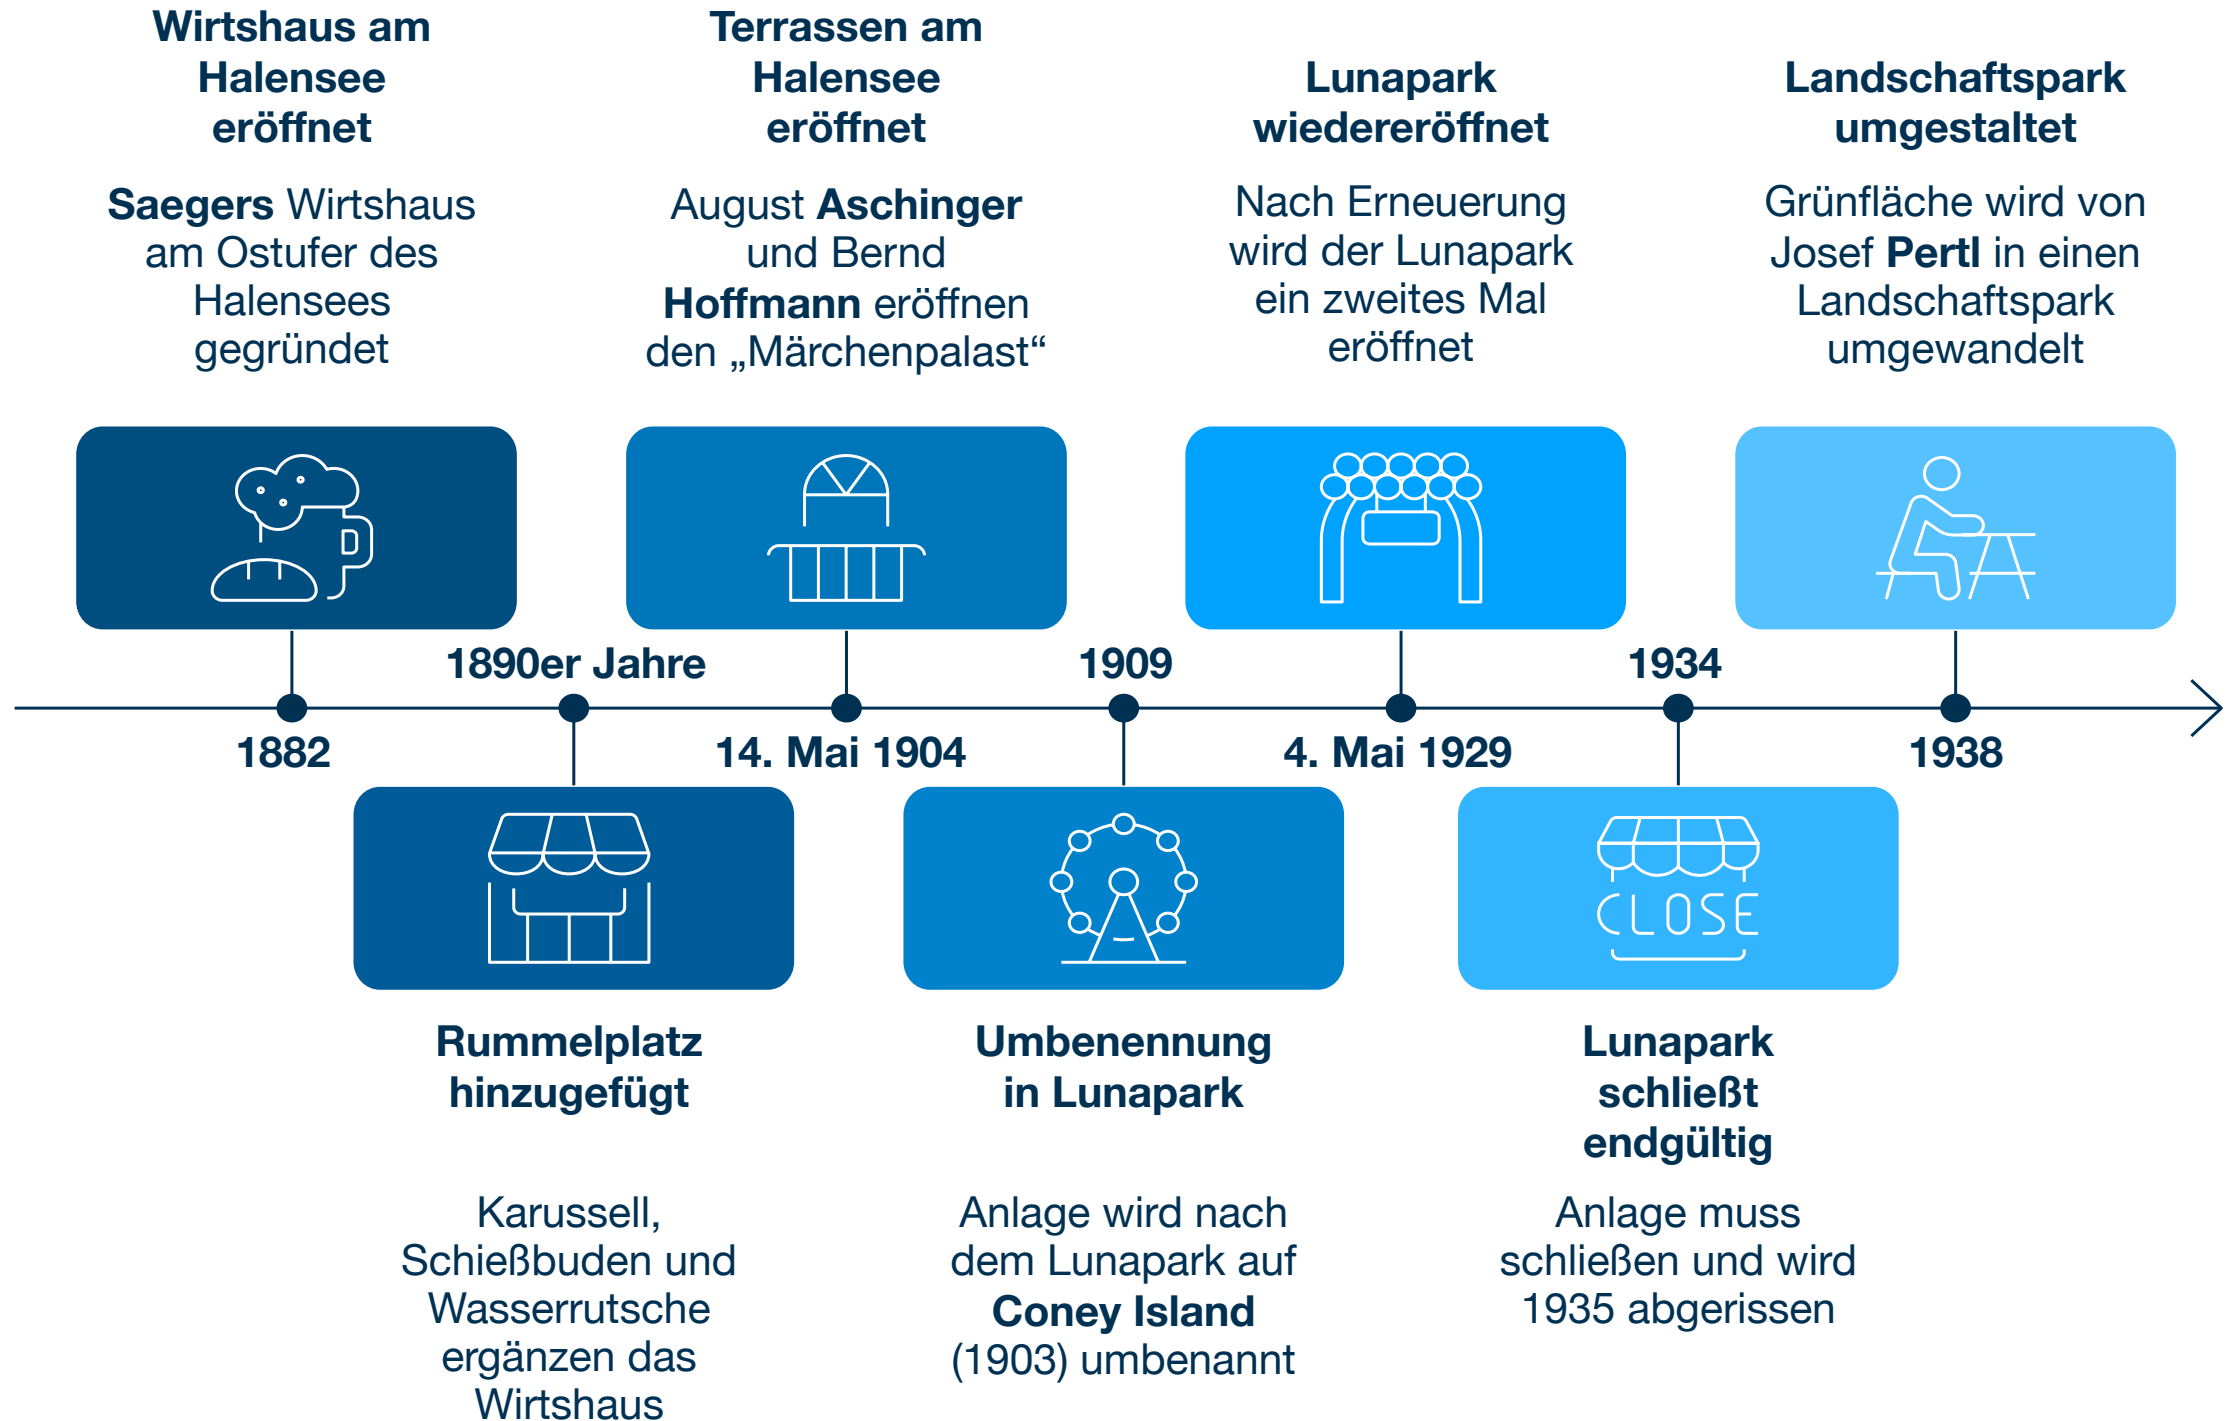 Wirtshaus am
Halensee
eröffnet
Saegers Wirtshaus
am Ostufer des
Halensees
gegründet
1882
1890er Jahre
Rummelplatz
hinzugefügt
Karussell,
Schießbuden und
Wasserrutsche
ergänzen das
Wirtshaus
Terrassen am
Halensee
eröffnet
August Aschinger
und Bernd
Hoffmann eröffnen
den „Märchenpalast“
14. Mai 1904
1909
Umbenennung
in Lunapark
Anlage wird nach
dem Lunapark auf
Coney Island
(1903) umbenannt
Lunapark
wiedereröffnet
Nach Erneuerung
wird der Lunapark
ein zweites Mal
eröffnet
4. Mai 1929
1934
CLOSE
Lunapark
schließt
endgültig
Anlage muss
schließen und wird
1935 abgerissen
Landschaftspark
umgestaltet
Grünfläche wird von
Josef Pertl in einen
Landschaftspark
umgewandelt
1938